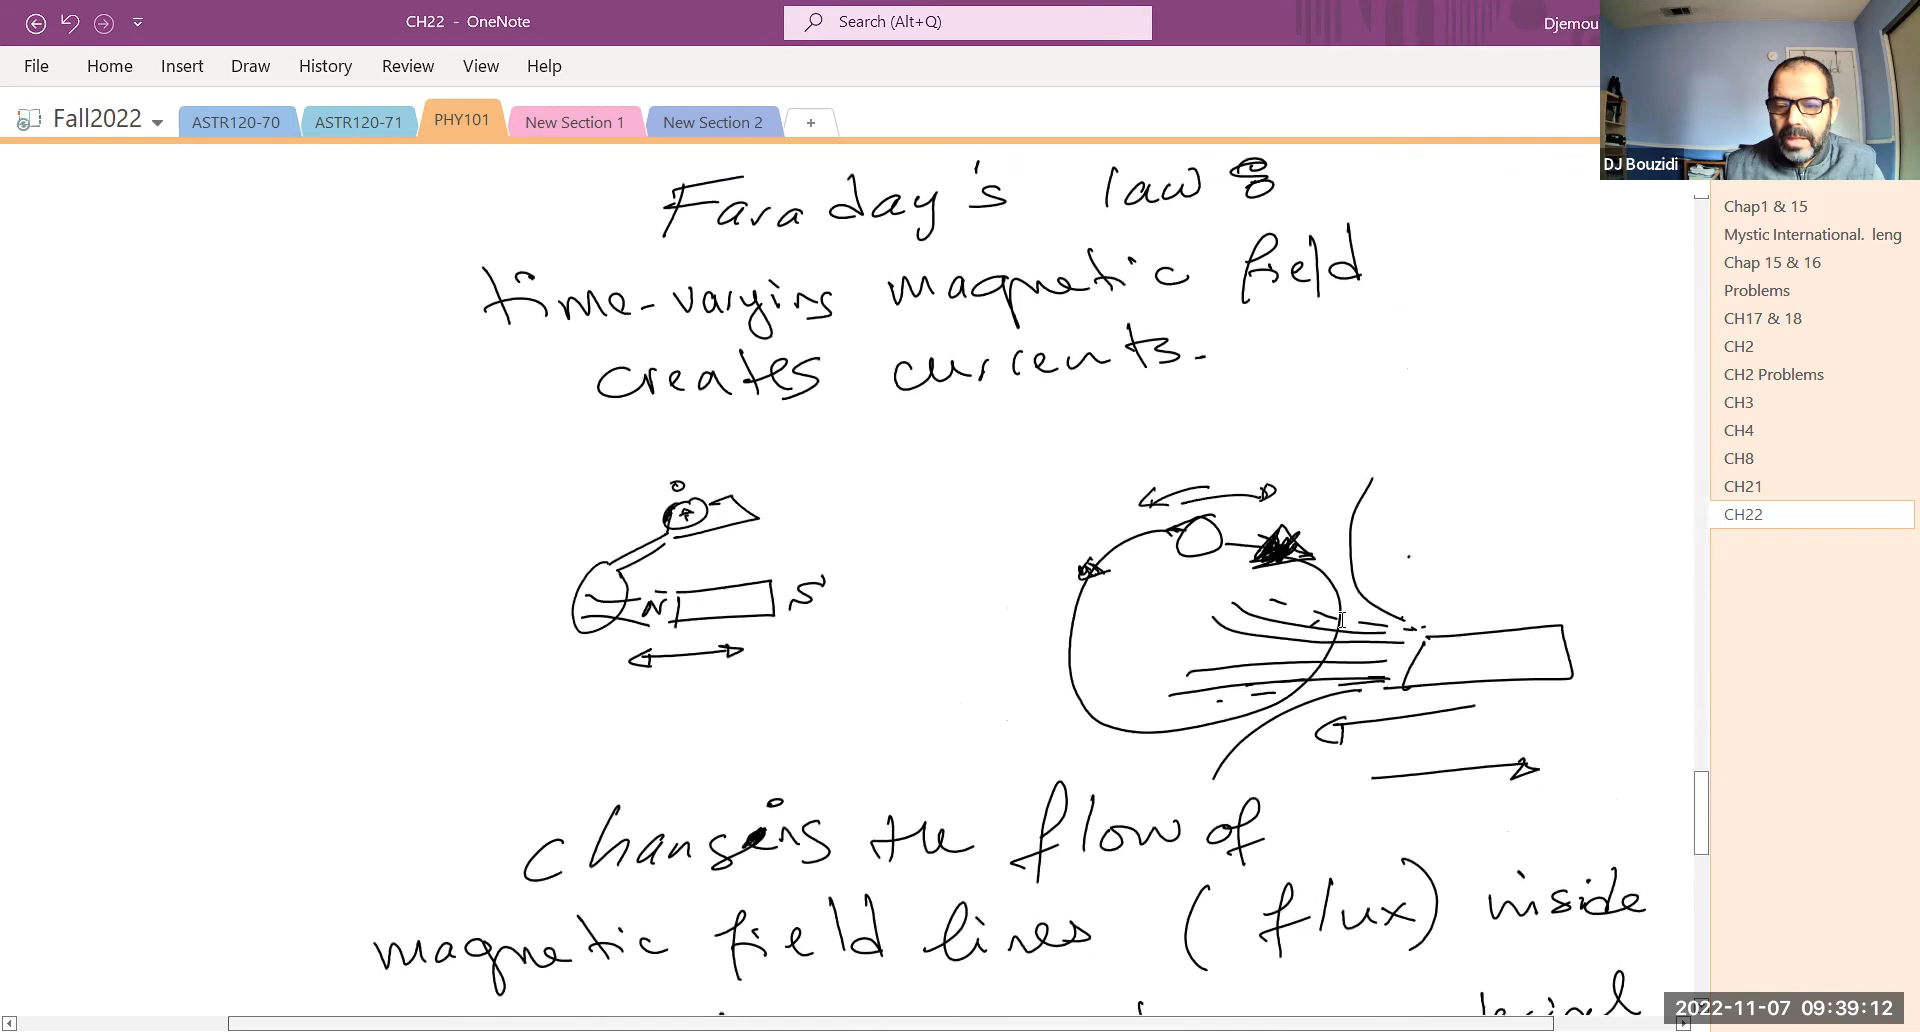 CH22 - OneNote
Search (Alt+Q)
Djemou
File Home Insert Draw History Review View Help
Fall2022
ASTR120-70
ASTR120-71
PHY101
New Section 1
New Section 2
+
DJ Bouzidi
Chap1 & 15
Mystic International. leng
Chap 15 & 16
Problems
CH17 & 18
CH2
CH2 Problems
CH3
CH4
CH8
CH21
CH22
Faraday's law :
time-varying magnetic field
creates currents.
N S
changing the flow of
magnetic field lines (flux) inside
2022-11-07 09:39:12